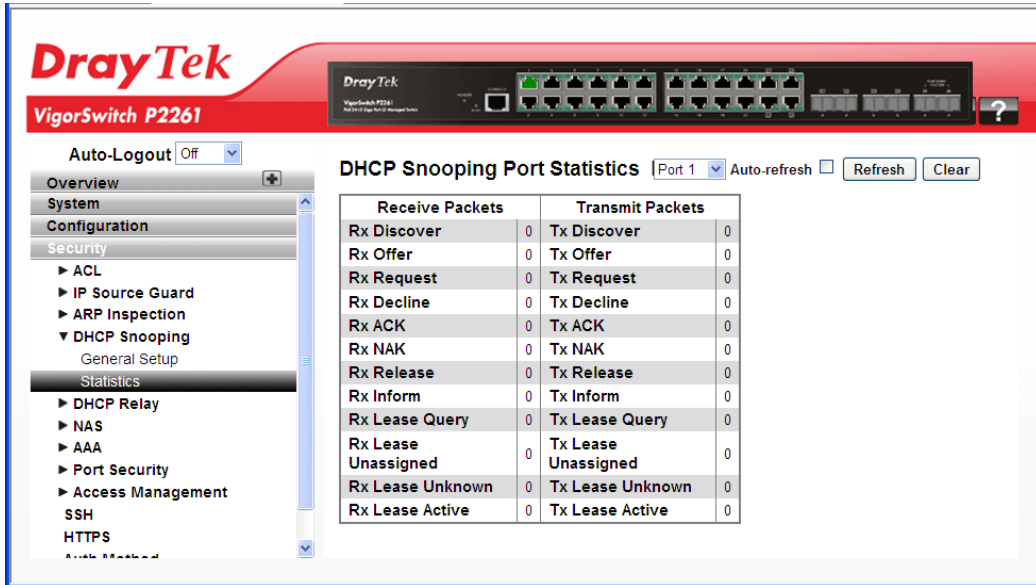 DrayTek
VigorSwitch P2261
DrayTek
VigorSwitch P2261
?
Auto-Logout Off
Overview
System
Configuration
Security
ACL
IP Source Guard
ARP Inspection
DHCP Snooping
General Setup
Statistics
DHCP Relay
NAS
AAA
Port Security
Access Management
SSH
HTTPS
Auth Method
DHCP Snooping Port Statistics Port 1 Auto-refresh Refresh Clear
Receive Packets Transmit Packets
Rx Discover 0 Tx Discover 0
Rx Offer 0 Tx Offer 0
Rx Request 0 Tx Request 0
Rx Decline 0 Tx Decline 0
Rx ACK 0 Tx ACK 0
Rx NAK 0 Tx NAK 0
Rx Release 0 Tx Release 0
Rx Inform 0 Tx Inform 0
Rx Lease Query 0 Tx Lease Query 0
Rx Lease Unassigned 0 Tx Lease Unassigned 0
Rx Lease Unknown 0 Tx Lease Unknown 0
Rx Lease Active 0 Tx Lease Active 0